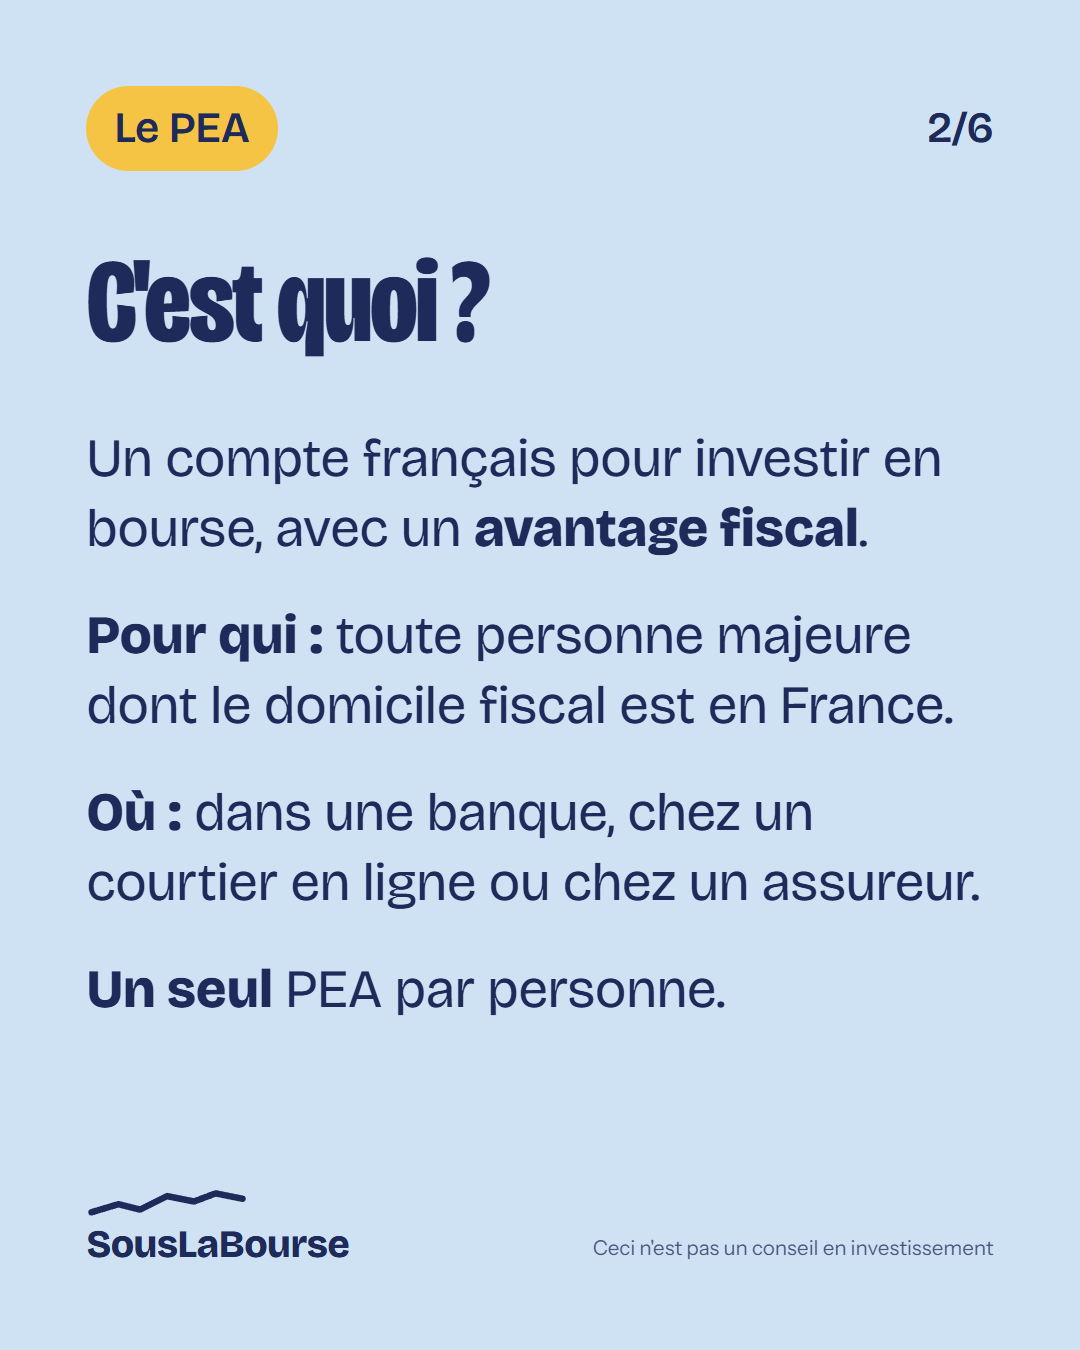 Le PEA
2/6
C'est quoi ?
Un compte français pour investir en
bourse, avec un avantage fiscal.
Pour qui : toute personne majeure
dont le domicile fiscal est en France.
Où : dans une banque, chez un
courtier en ligne ou chez un assureur.
Un seul PEA par personne.
SousLaBourse
Ceci n'est pas un conseil en investissement